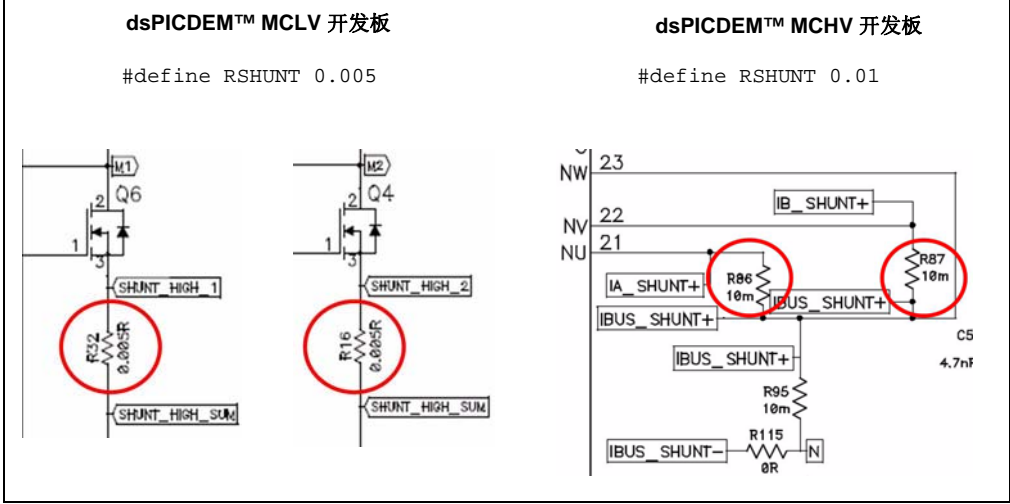 dsPICDEM™ MCLV 开发板
#define RSHUNT 0.005
M1
2
Q6
1
3
SHUNT_HIGH_1
R32
0.005R
SHUNT_HIGH_SUM
M2
2
Q4
1
3
SHUNT_HIGH_2
R16
0.005R
SHUNT_HIGH_SUM
dsPICDEM™ MCHV 开发板
#define RSHUNT 0.01
NW 23
IB_SHUNT+
NV 22
NU 21
R86
10m
R87
10m
IA_SHUNT+
IBUS_SHUNT+
IBUS_SHUNT+
C5
4.7nF
IBUS_SHUNT+
R95
10m
R115
IBUS_SHUNT-
N
0R